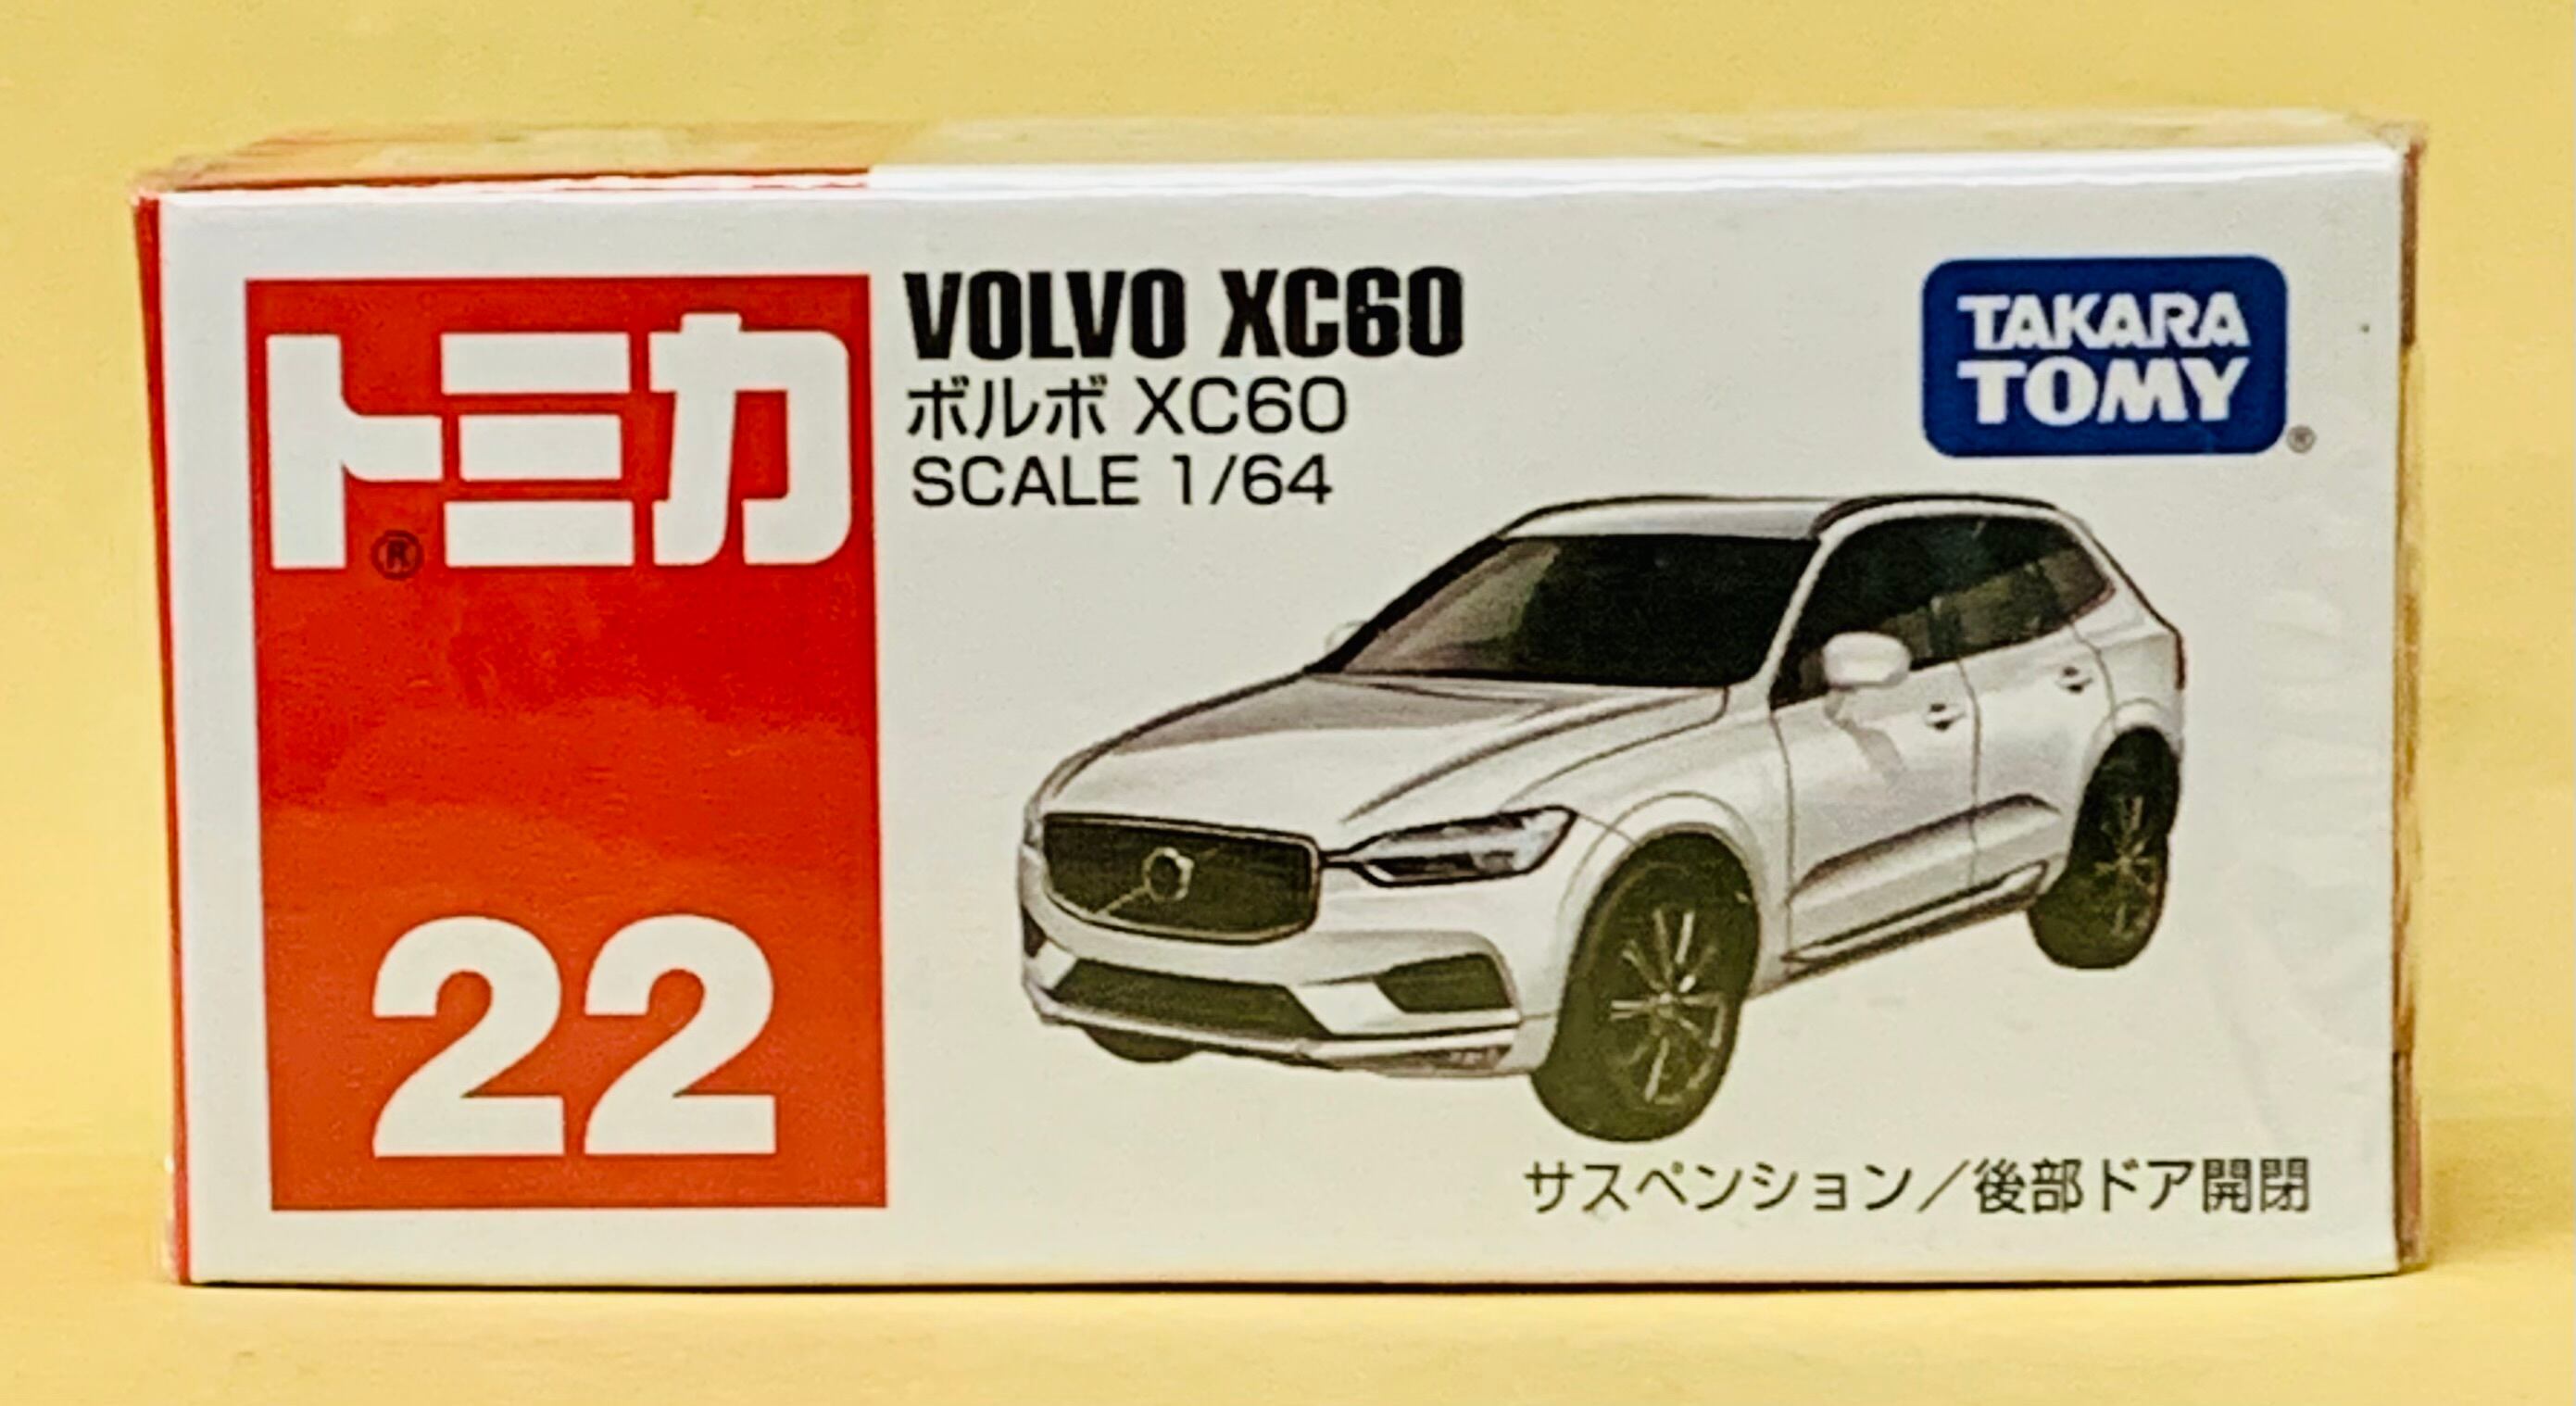 トミカ
®
22
VOLVO XC60
ボルボ XC60
SCALE 1/64
TAKARA
TOMY
®
サスペンション／後部ドア開閉